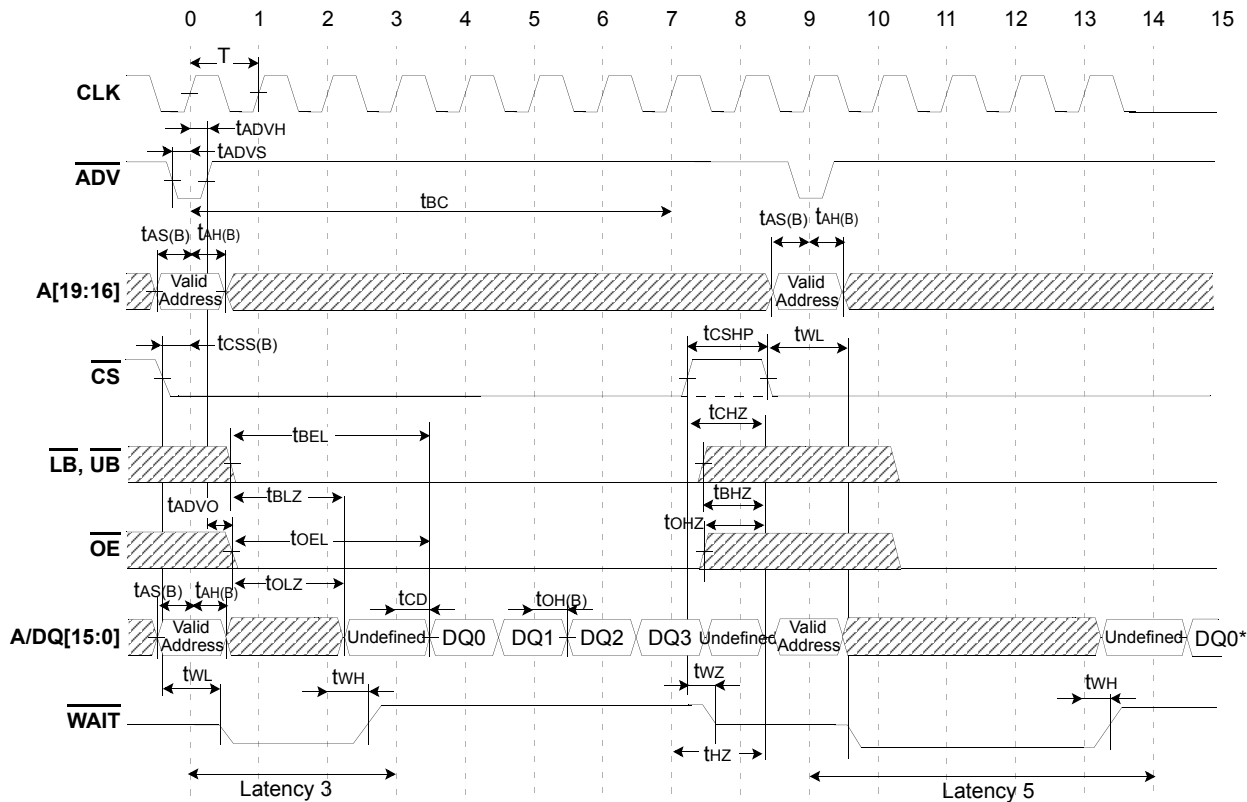 0 1 2 3 4 5 6 7 8 9 10 11 12 13 14 15
T
CLK
tADVH
tADVS
ADV
tBC
tAS(B) tAH(B) tAS(B) tAH(B)
A[19:16] Valid Address Valid Address
tCSS(B) tCSHP tWL
CS
tCHZ
tBEL
LB, UB
tBLZ tBHZ
tADVO tOHZ
tOEL
OE
tOLZ
tAS(B) tAH(B) tCD tOH(B)
A/DQ[15:0] Valid Address Undefined DQ0 DQ1 DQ2 DQ3 Undefined Valid Address Undefined DQ0*
tWL tWH tWZ tWH
WAIT
tHZ
Latency 3 Latency 5